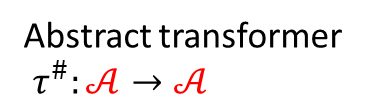 Abstract transformer
τ^#: 𝒜 → 𝒜